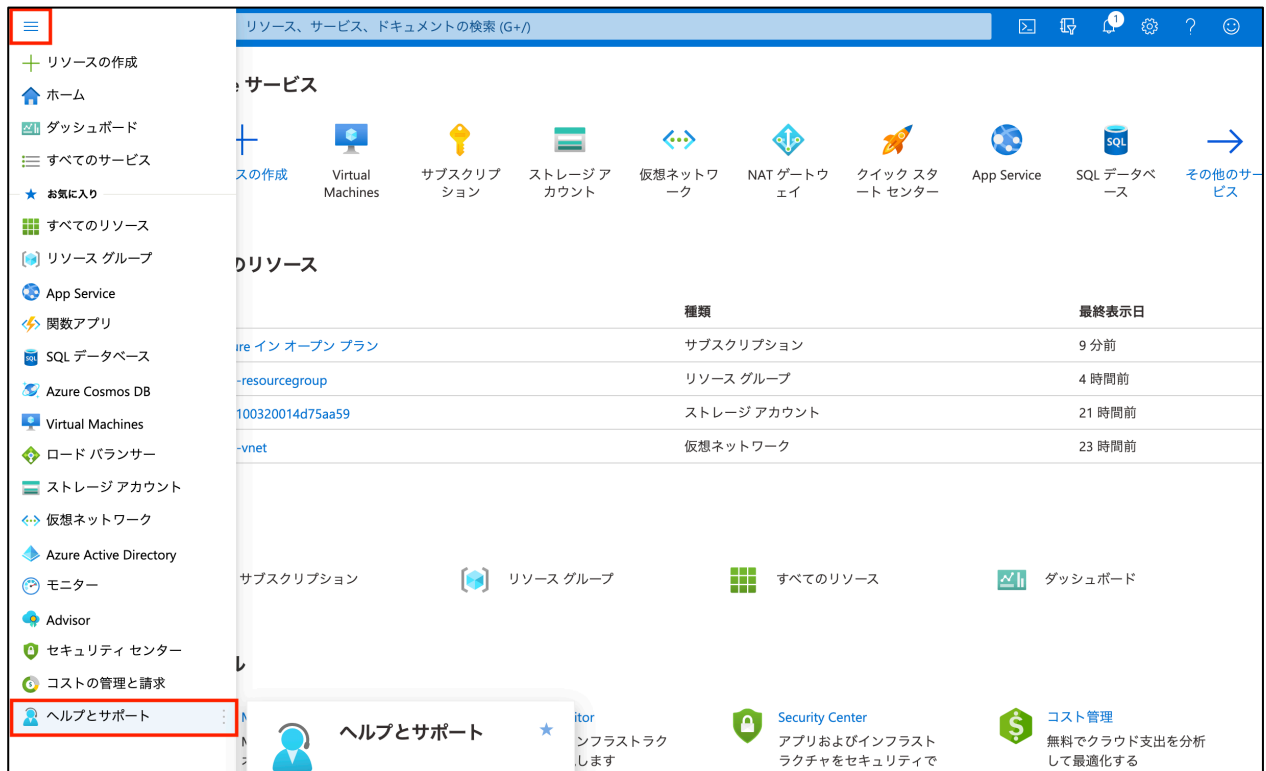 リソース、サービス、ドキュメントの検索 (G+/)
1
リソースの作成
ホーム
ダッシュボード
すべてのサービス
お気に入り
すべてのリソース
リソース グループ
App Service
関数アプリ
SQL データベース
Azure Cosmos DB
Virtual Machines
ロード バランサー
ストレージ アカウント
仮想ネットワーク
Azure Active Directory
モニター
Advisor
セキュリティ センター
コストの管理と請求
ヘルプとサポート
サービス
スの作成
Virtual
Machines
サブスクリプ
ション
ストレージ ア
カウント
仮想ネットワ
ーク
NAT ゲートウ
ェイ
クイック スタ
ート センター
App Service
SQL
SQL データベ
ース
その他のサー
ビス
のリソース
種類
最終表示日
ure イン オープン プラン
サブスクリプション
9 分前
-resourcegroup
リソース グループ
4 時間前
100320014d75aa59
ストレージ アカウント
21 時間前
-vnet
仮想ネットワーク
23 時間前
サブスクリプション
リソース グループ
すべてのリソース
ダッシュボード
ル
ヘルプとサポート
itor
ンフラストラク
します
Security Center
アプリおよびインフラスト
ラクチャをセキュリティで
コスト管理
無料でクラウド支出を分析
して最適化する